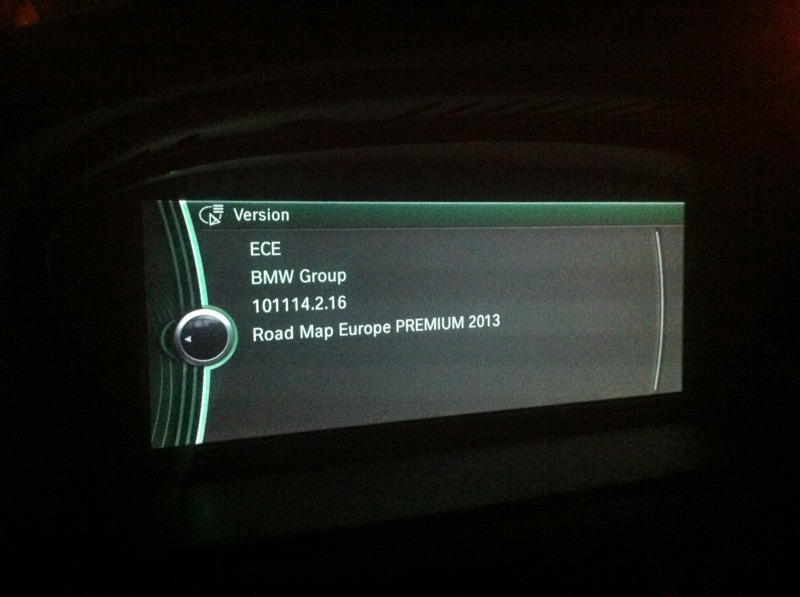 Version
ECE
BMW Group
101114.2.16
Road Map Europe PREMIUM 2013